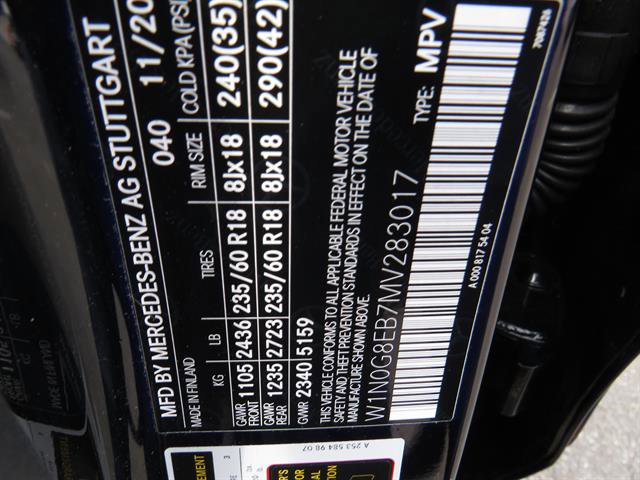 MFD BY MERCEDES-BENZ AG STUTTGART
MADE IN FINLAND 040 11/20
KG LB TIRES RIM SIZE COLD KPA(PSI
GAWR FRONT 1105 2436 235/60 R18 8Jx18 240(35)
GAWR REAR 1235 2723 235/60 R18 8Jx18 290(42)
GVWR 2340 5159
THIS VEHICLE CONFORMS TO ALL APPLICABLE FEDERAL MOTOR VEHICLE
SAFETY AND THEFT PREVENTION STANDARDS IN EFFECT ON THE DATE OF
MANUFACTURE SHOWN ABOVE.
W1N0G8EB7MV283017 TYPE: MPV
A 000 817 54 04
A 253 584 98 07